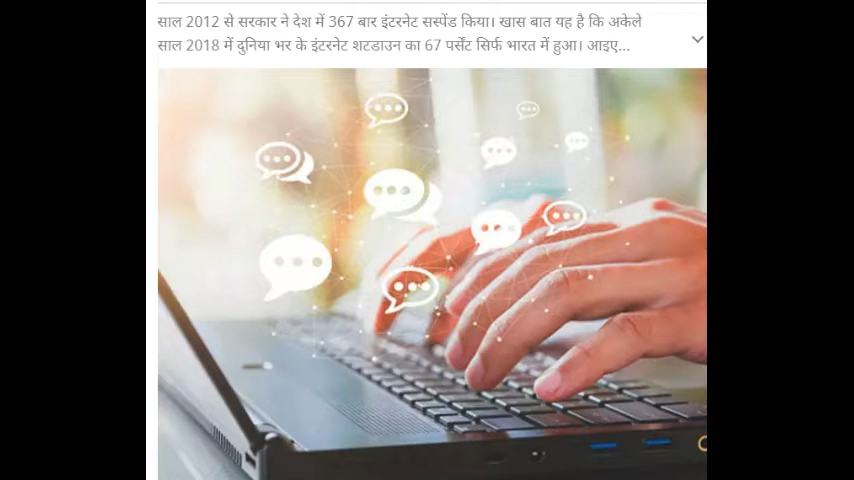 साल 2012 से सरकार ने देश में 367 बार इंटरनेट सस्पेंड किया। खास बात यह है कि अकेले
साल 2018 में दुनिया भर के इंटरनेट शटडाउन का 67 पर्सेंट सिर्फ भारत में हुआ। आइए...